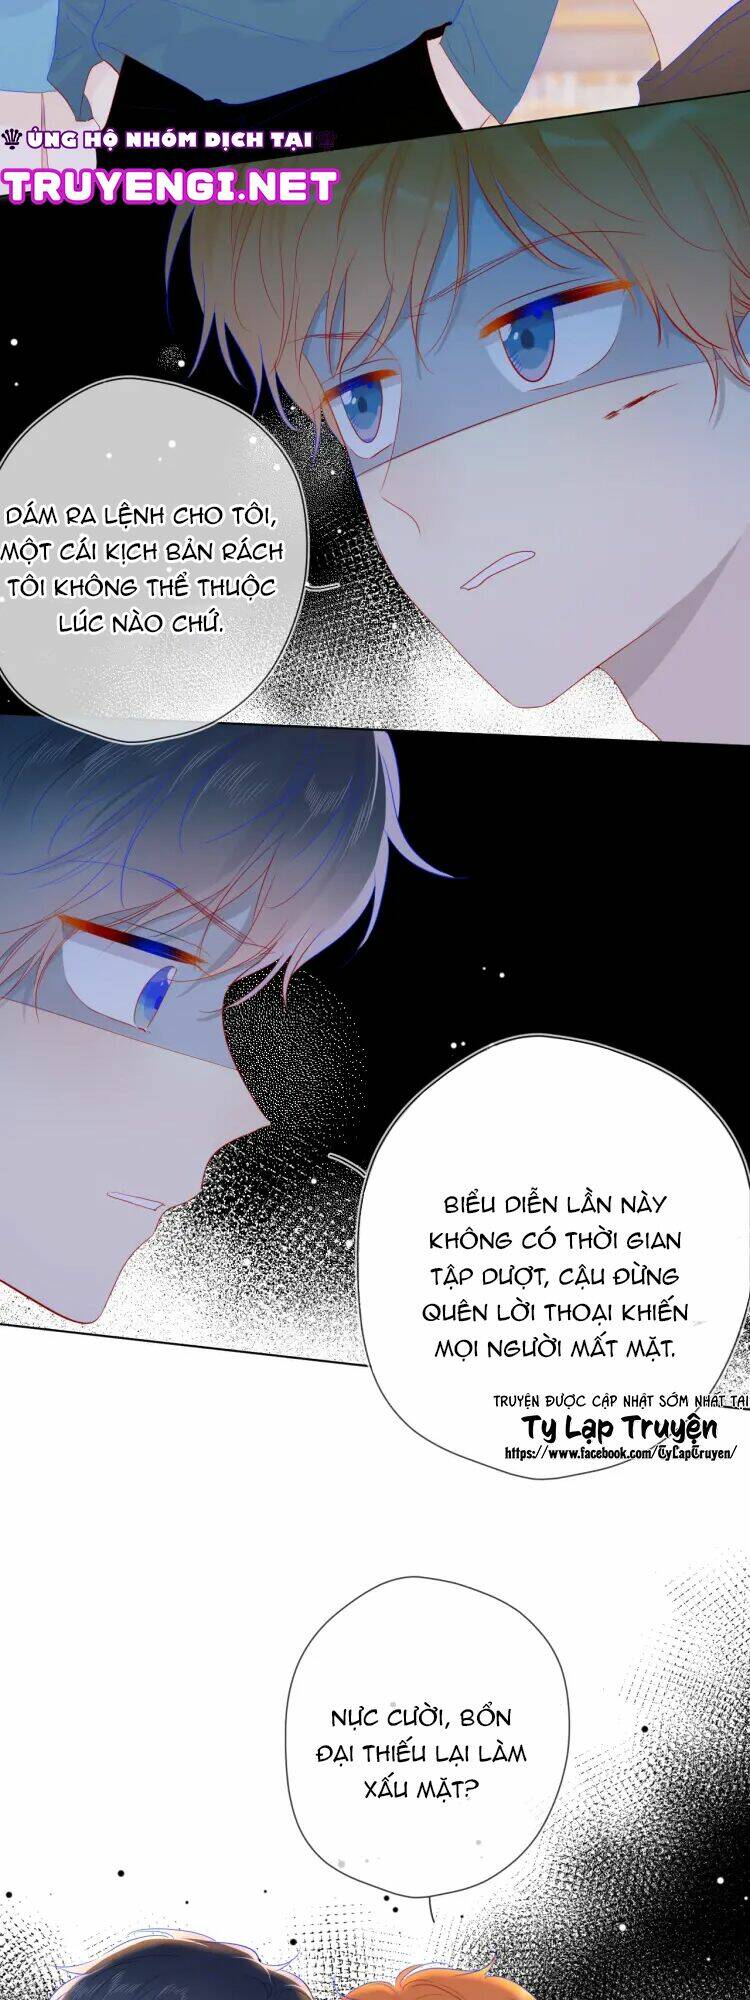 ỦNG HỘ NHÓM DỊCH TẠI
TRUYENGI.NET
DÁM RA LỆNH CHO TÔI,
MỘT CÁI KỊCH BẢN RÁCH
TÔI KHÔNG THỂ THUỘC
LÚC NÀO CHỨ.
BIỂU DIỄN LẦN NÀY
KHÔNG CÓ THỜI GIAN
TẬP DƯỢT, CẬU ĐỪNG
QUÊN LỜI THOẠI KHIẾN
MỌI NGƯỜI MẤT MẶT.
TRUYỆN ĐƯỢC CẬP NHẬT SỚM NHẤT TẠI
Ty Lạp Truyện
https://www.facebook.com/TyLapTruyen/
NỰC CƯỜI, BỔN
ĐẠI THIẾU LẠI LÀM
XẤU MẶT?